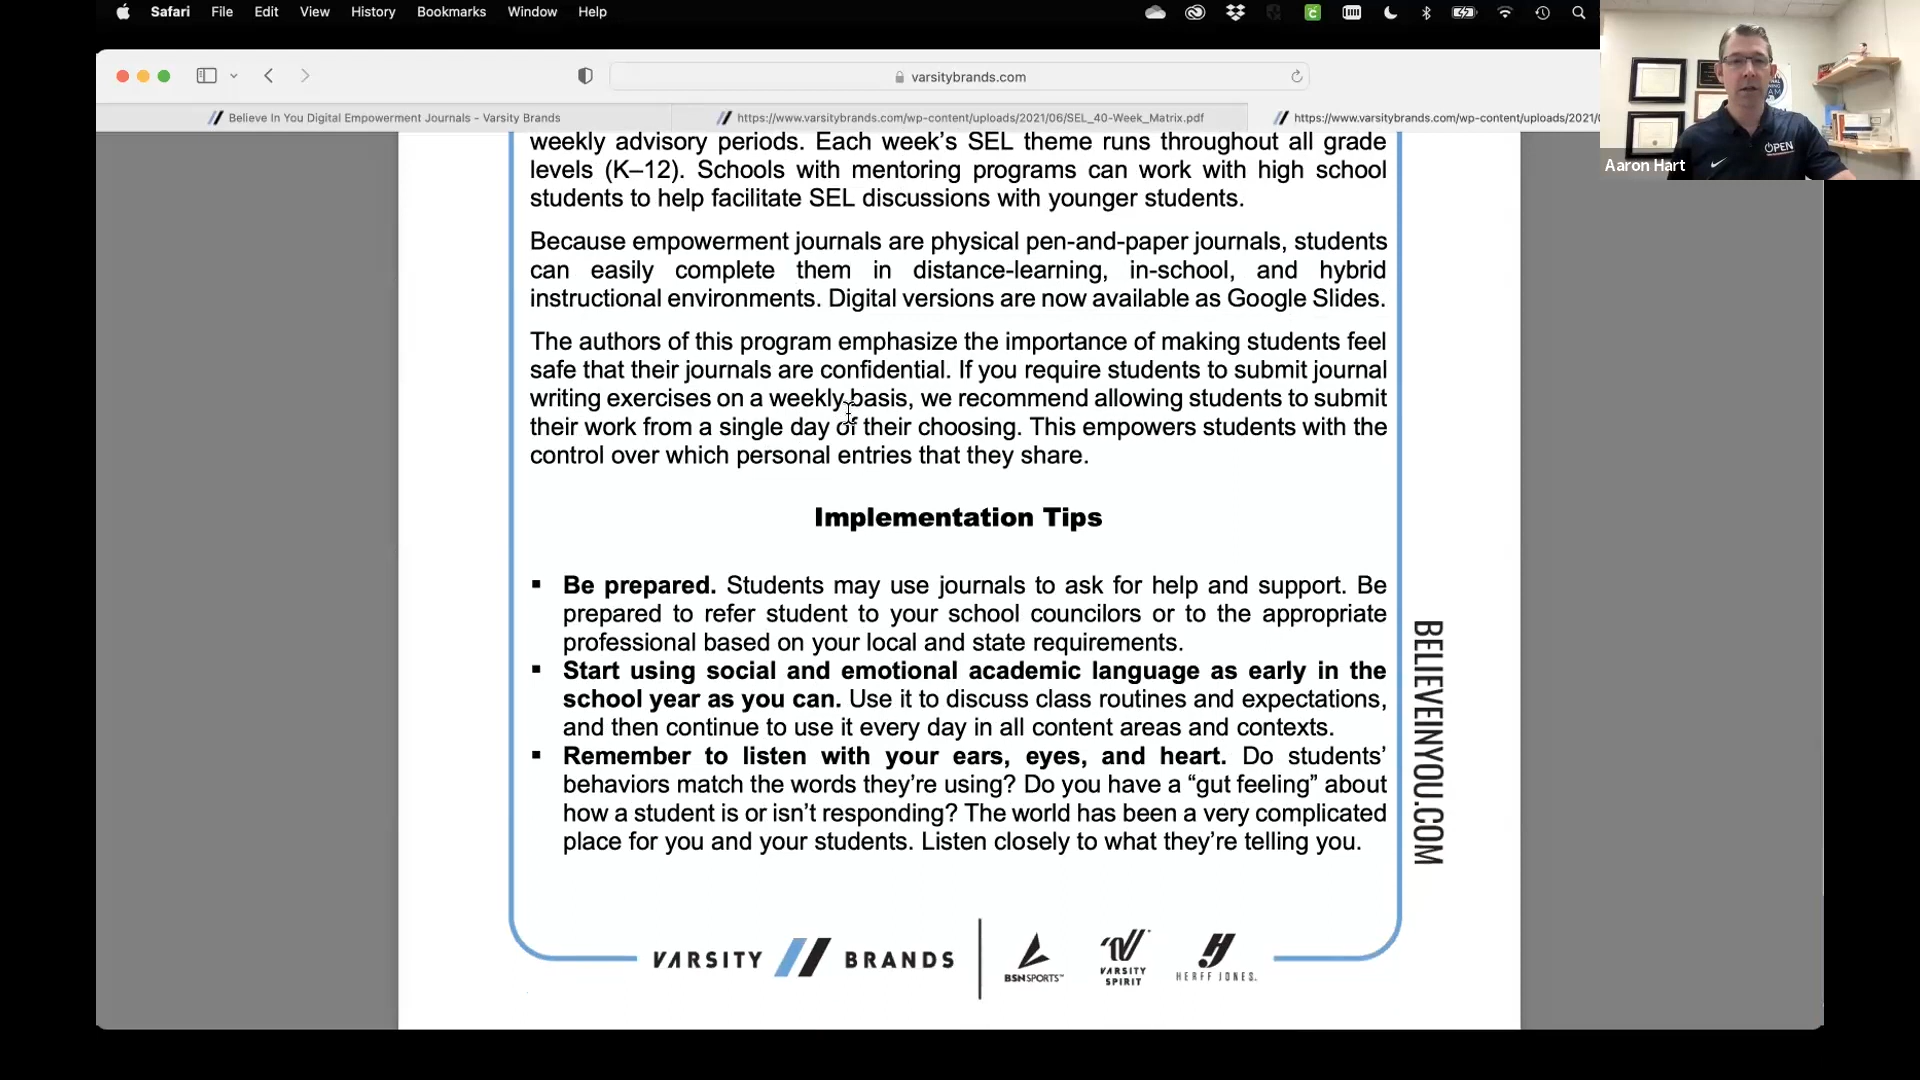 Safari File Edit View History Bookmarks Window Help
varsitybrands.com
Believe In You Digital Empowerment Journals - Varsity Brands
https://www.varsitybrands.com/wp-content/uploads/2021/06/SEL_40-Week_Matrix.pdf
https://www.varsitybrands.com/wp-content/uploads/2021/
OPEN
Aaron Hart
weekly advisory periods. Each week’s SEL theme runs throughout all grade
levels (K–12). Schools with mentoring programs can work with high school
students to help facilitate SEL discussions with younger students.
Because empowerment journals are physical pen-and-paper journals, students
can easily complete them in distance-learning, in-school, and hybrid
instructional environments. Digital versions are now available as Google Slides.
The authors of this program emphasize the importance of making students feel
safe that their journals are confidential. If you require students to submit journal
writing exercises on a weekly basis, we recommend allowing students to submit
their work from a single day of their choosing. This empowers students with the
control over which personal entries that they share.
Implementation Tips
▪ Be prepared. Students may use journals to ask for help and support. Be
prepared to refer student to your school councilors or to the appropriate
professional based on your local and state requirements.
▪ Start using social and emotional academic language as early in the
school year as you can. Use it to discuss class routines and expectations,
and then continue to use it every day in all content areas and contexts.
▪ Remember to listen with your ears, eyes, and heart. Do students’
behaviors match the words they’re using? Do you have a “gut feeling” about
how a student is or isn’t responding? The world has been a very complicated
place for you and your students. Listen closely to what they’re telling you.
BELIEVEINYOU.COM
VARSITY BRANDS
BSN SPORTS™
VARSITY
SPIRIT
HERFF JONES.